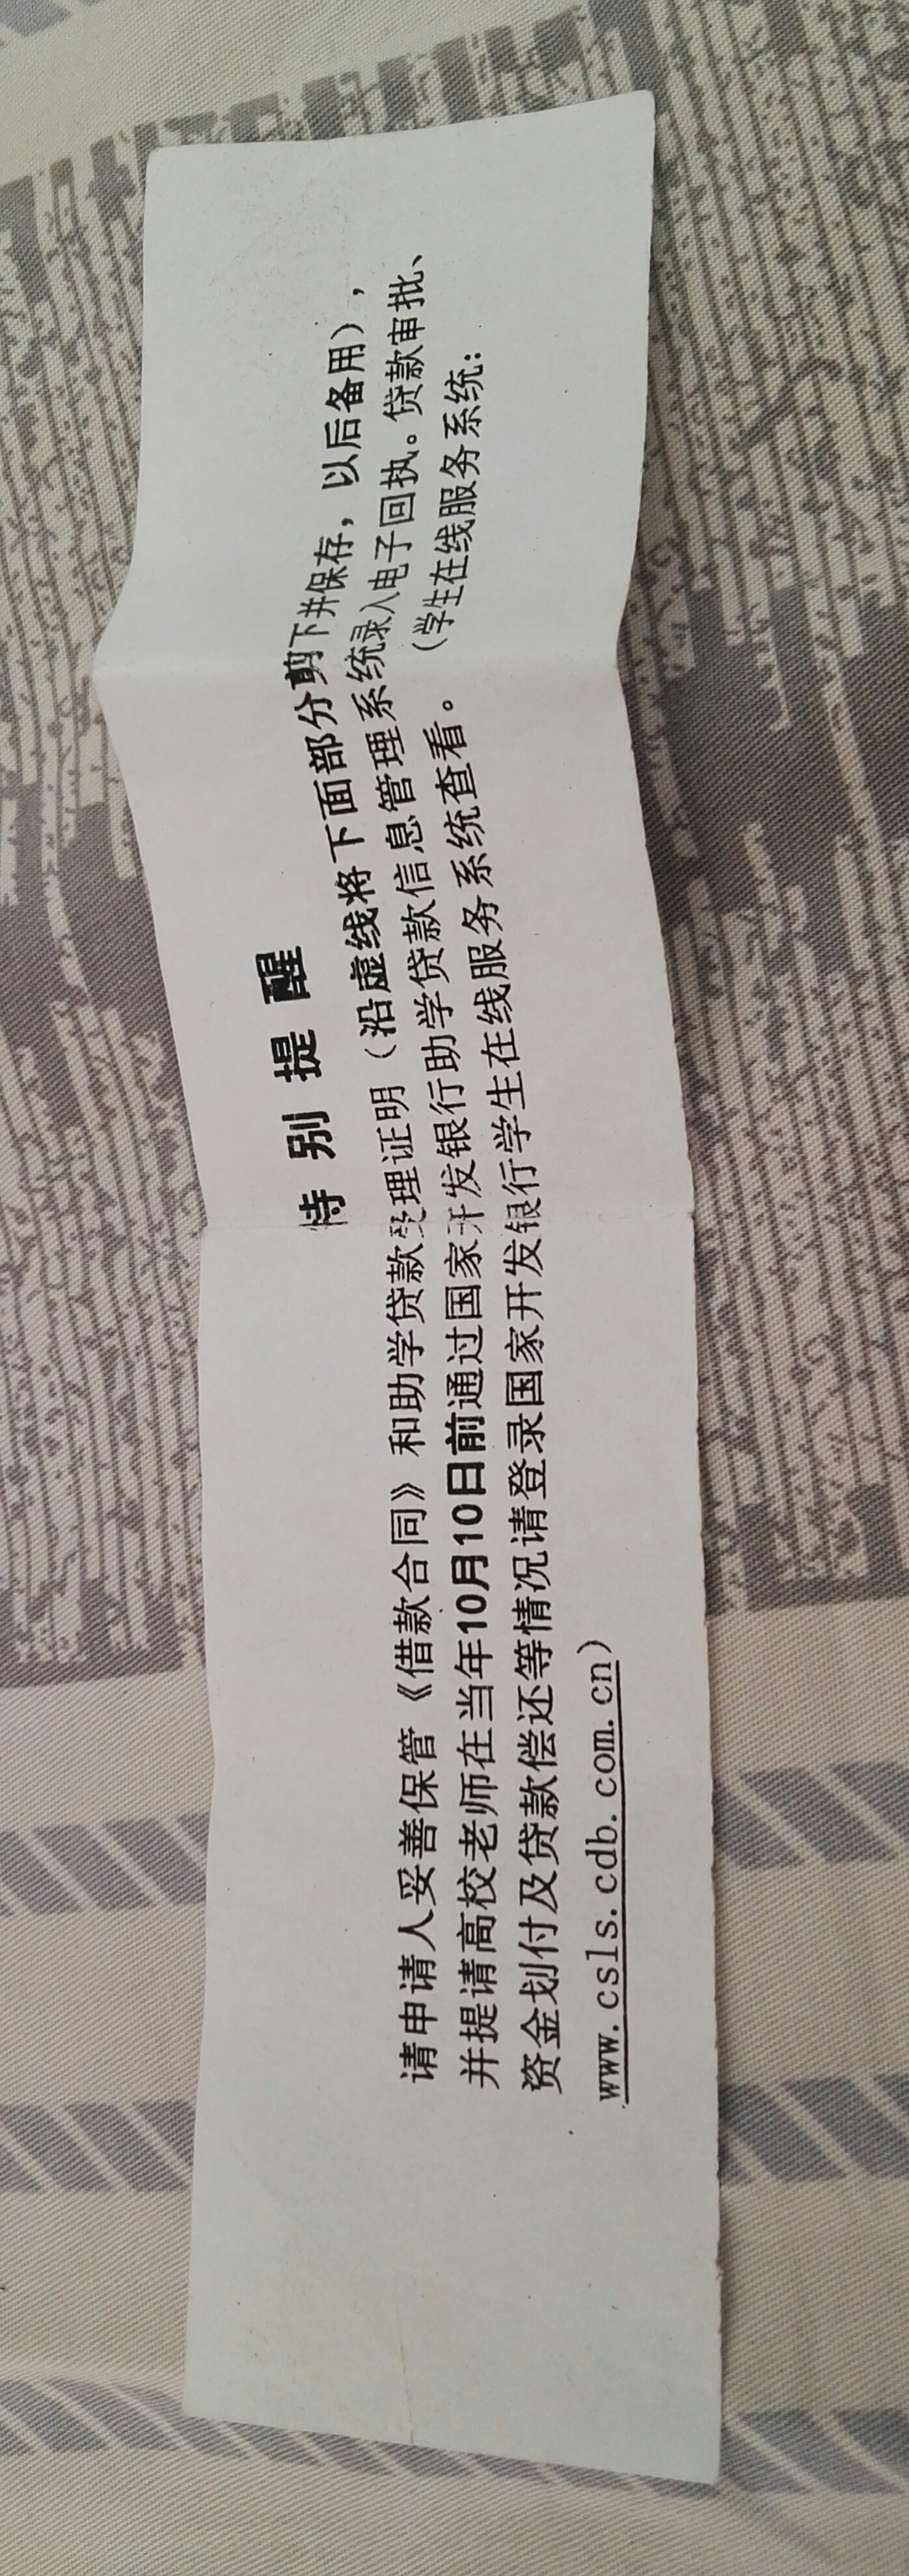 特别提醒
请申请人妥善保管《借款合同》和助学贷款受理证明（沿虚线将下面部分剪下并保存，以后备用），
并提请高校老师在当年10月10日前通过国家开发银行助学贷款信息管理系统录入电子回执。贷款审批、
资金划付及贷款偿还等情况请登录国家开发银行学生在线服务系统查看。（学生在线服务系统：
www.csls.cdb.com.cn）